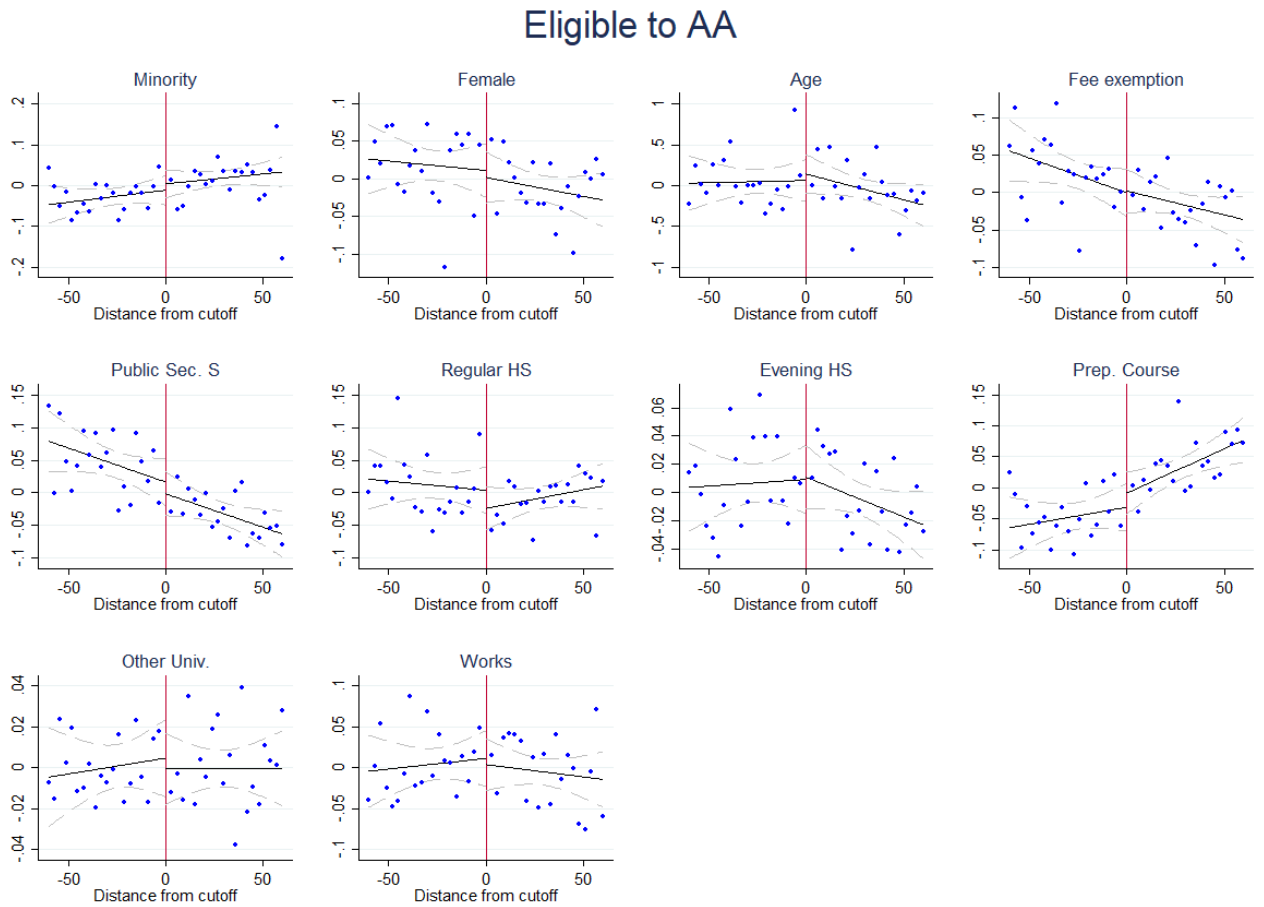 Eligible to AA
Minority
.2
.1
0
-.1
-.2
-50 0 50
Distance from cutoff
Female
.1
.05
0
-.05
-.1
-50 0 50
Distance from cutoff
Age
1
.5
0
-.5
-1
-50 0 50
Distance from cutoff
Fee exemption
.1
.05
0
-.05
-.1
-50 0 50
Distance from cutoff
Public Sec. S
.15
.1
.05
0
-.05
-.1
-50 0 50
Distance from cutoff
Regular HS
.15
.1
.05
0
-.05
-.1
-50 0 50
Distance from cutoff
Evening HS
.06
.04
.02
0
-.02
-.04
-50 0 50
Distance from cutoff
Prep. Course
.15
.1
.05
0
-.05
-.1
-50 0 50
Distance from cutoff
Other Univ.
.04
.02
0
-.02
-.04
-50 0 50
Distance from cutoff
Works
.1
.05
0
-.05
-.1
-50 0 50
Distance from cutoff